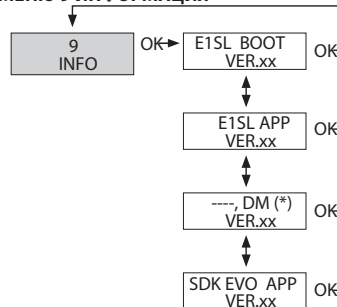 9
INFO
OK
E1SL BOOT
VER.xx
OK
E1SL APP
VER.xx
OK
----, DM (*)
VER.xx
OK
SDK EVO APP
VER.xx
OK